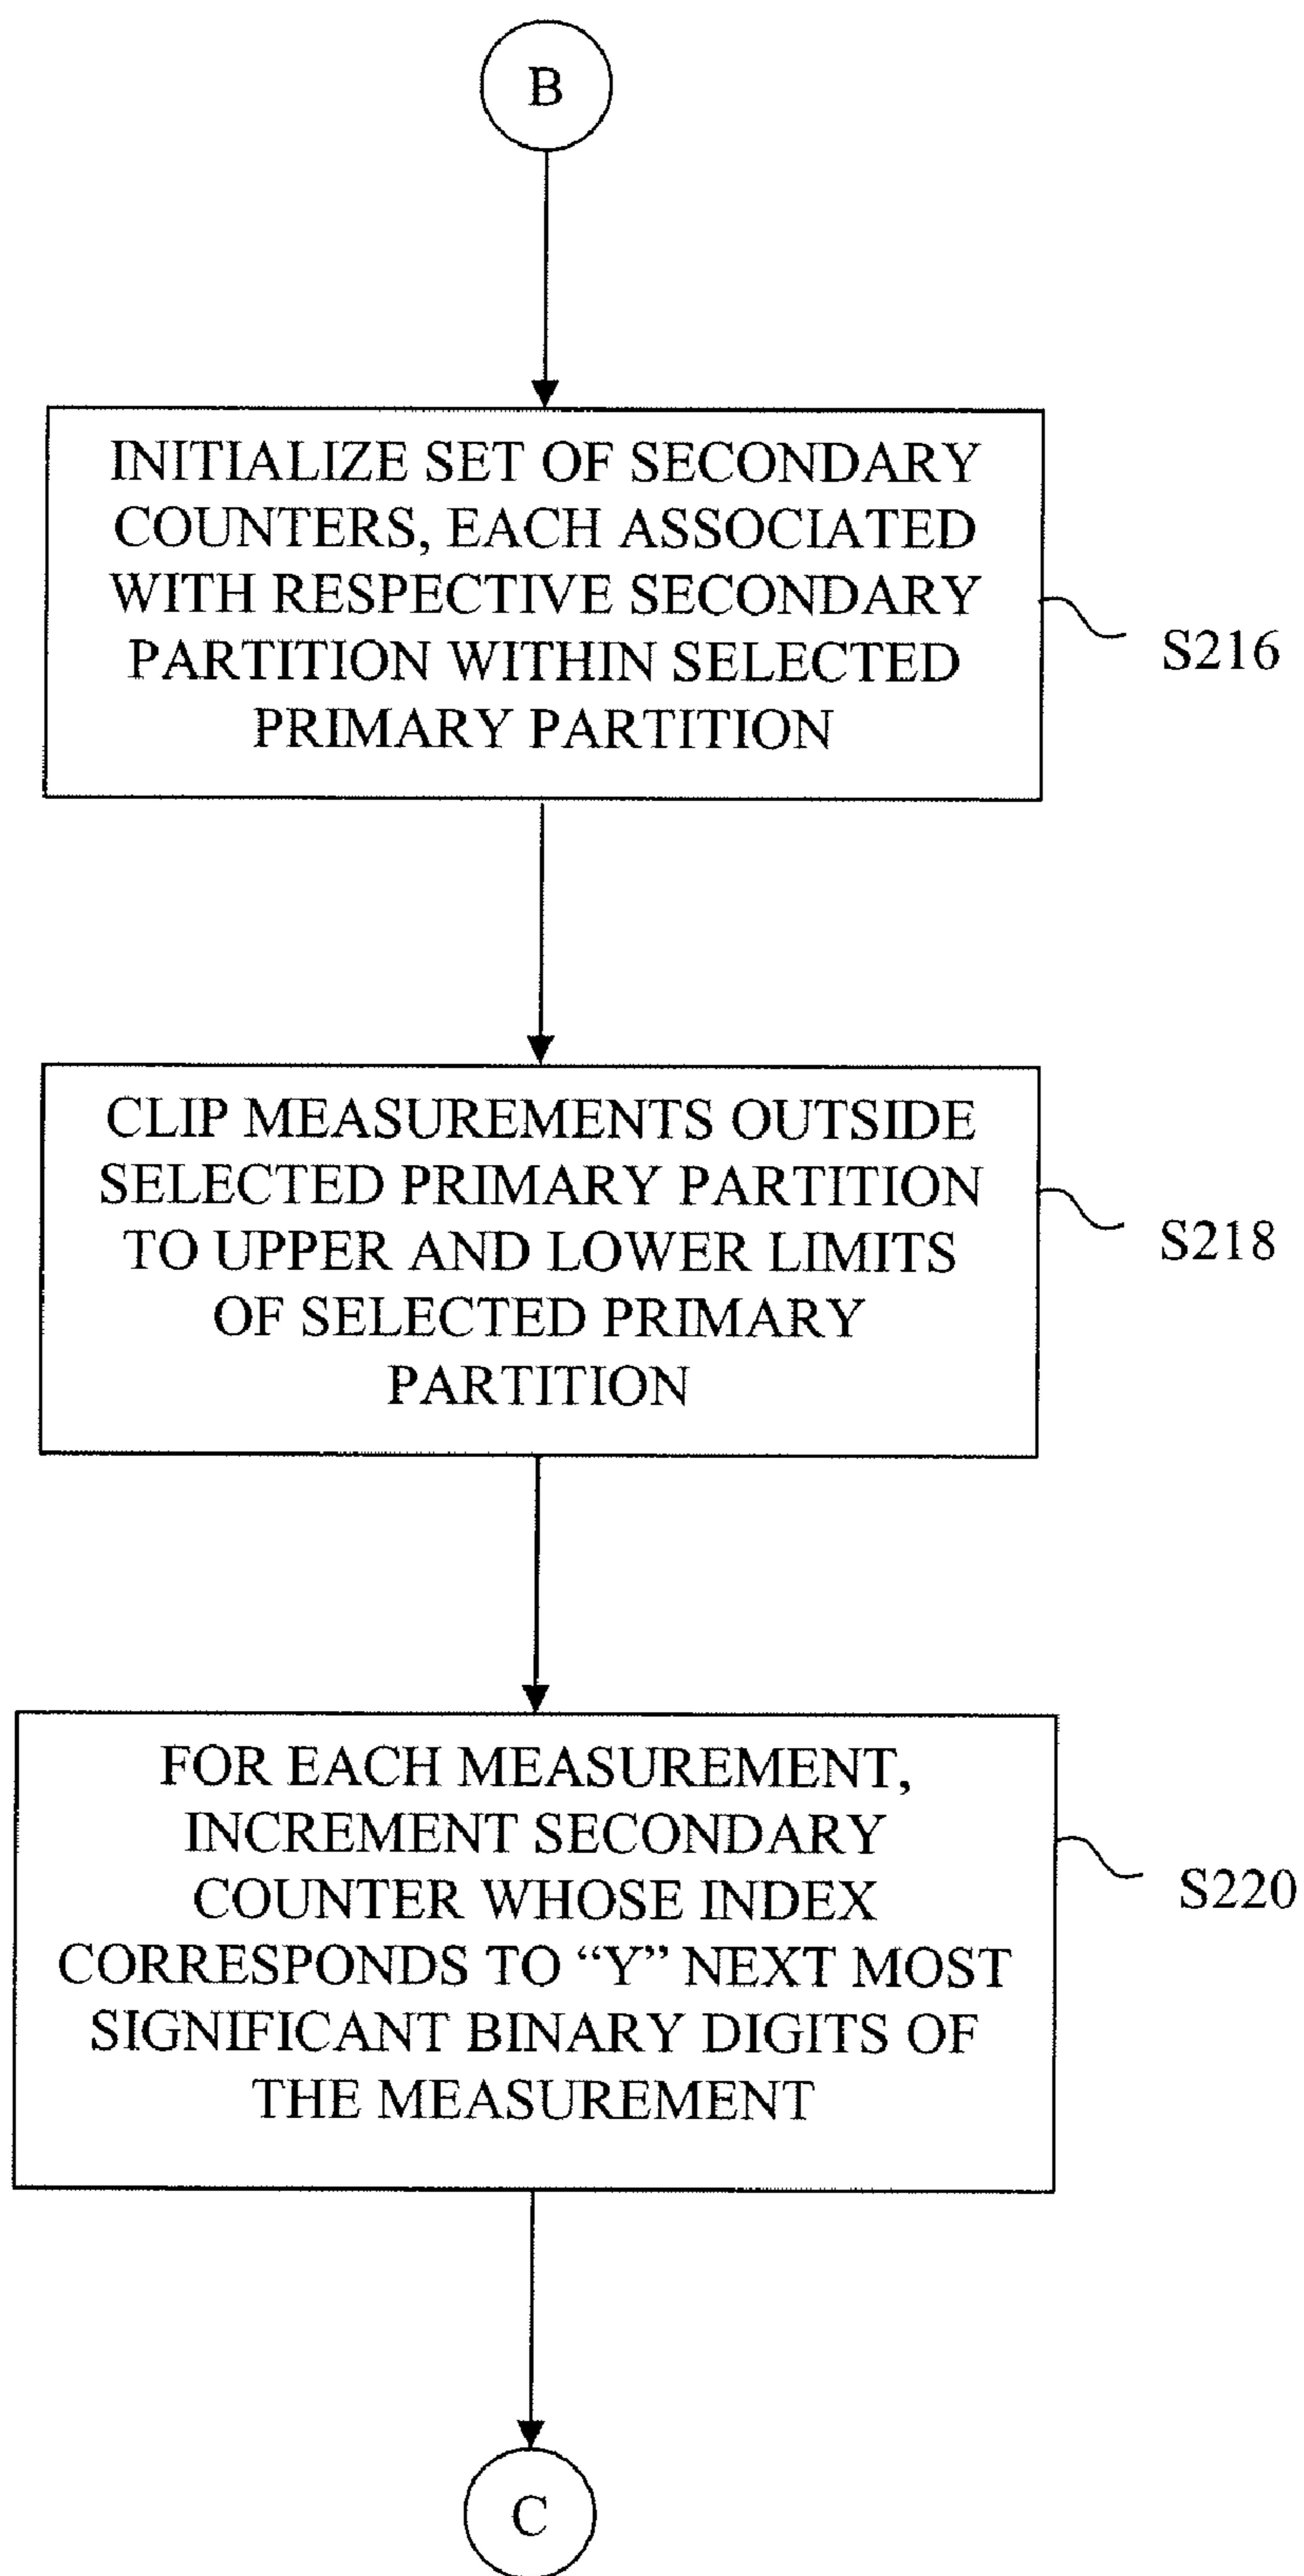 B
INITIALIZE SET OF SECONDARY
COUNTERS, EACH ASSOCIATED
WITH RESPECTIVE SECONDARY
PARTITION WITHIN SELECTED
PRIMARY PARTITION
S216
CLIP MEASUREMENTS OUTSIDE
SELECTED PRIMARY PARTITION
TO UPPER AND LOWER LIMITS
OF SELECTED PRIMARY
PARTITION
S218
FOR EACH MEASUREMENT,
INCREMENT SECONDARY
COUNTER WHOSE INDEX
CORRESPONDS TO “Y” NEXT MOST
SIGNIFICANT BINARY DIGITS OF
THE MEASUREMENT
S220
C